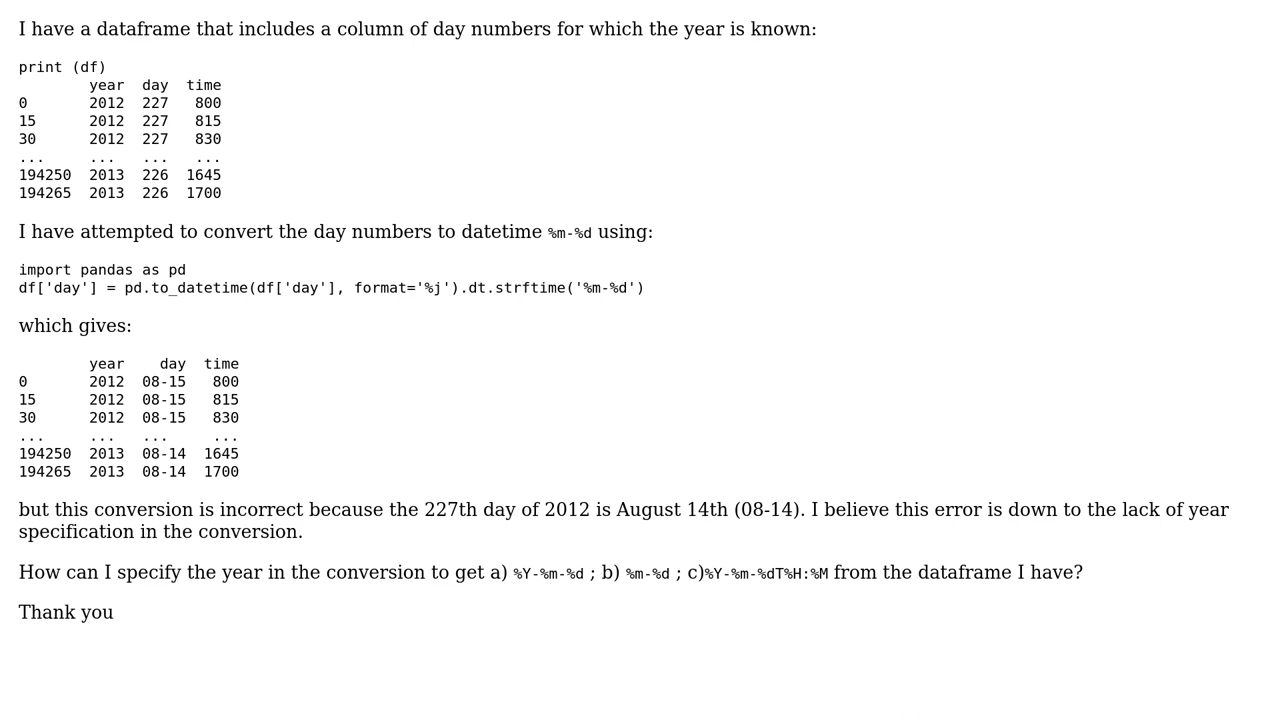 I have a dataframe that includes a column of day numbers for which the year is known:
print (df)
        year  day  time
0       2012  227   800
15      2012  227   815
30      2012  227   830
...     ...  ...   ...
194250  2013  226  1645
194265  2013  226  1700
I have attempted to convert the day numbers to datetime %m-%d using:
import pandas as pd
df['day'] = pd.to_datetime(df['day'], format='%j').dt.strftime('%m-%d')
which gives:
        year    day  time
0       2012  08-15   800
15      2012  08-15   815
30      2012  08-15   830
...     ...  ...     ...
194250  2013  08-14  1645
194265  2013  08-14  1700
but this conversion is incorrect because the 227th day of 2012 is August 14th (08-14). I believe this error is down to the lack of year
specification in the conversion.
How can I specify the year in the conversion to get a) %Y-%m-%d ; b) %m-%d ; c)%Y-%m-%dT%H:%M from the dataframe I have?
Thank you